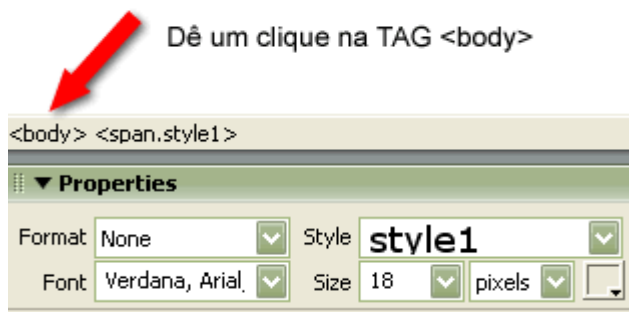 Dê um clique na TAG <body>
<body> <span.style1>
Properties
Format None Style style1
Font Verdana, Arial, Size 18 pixels